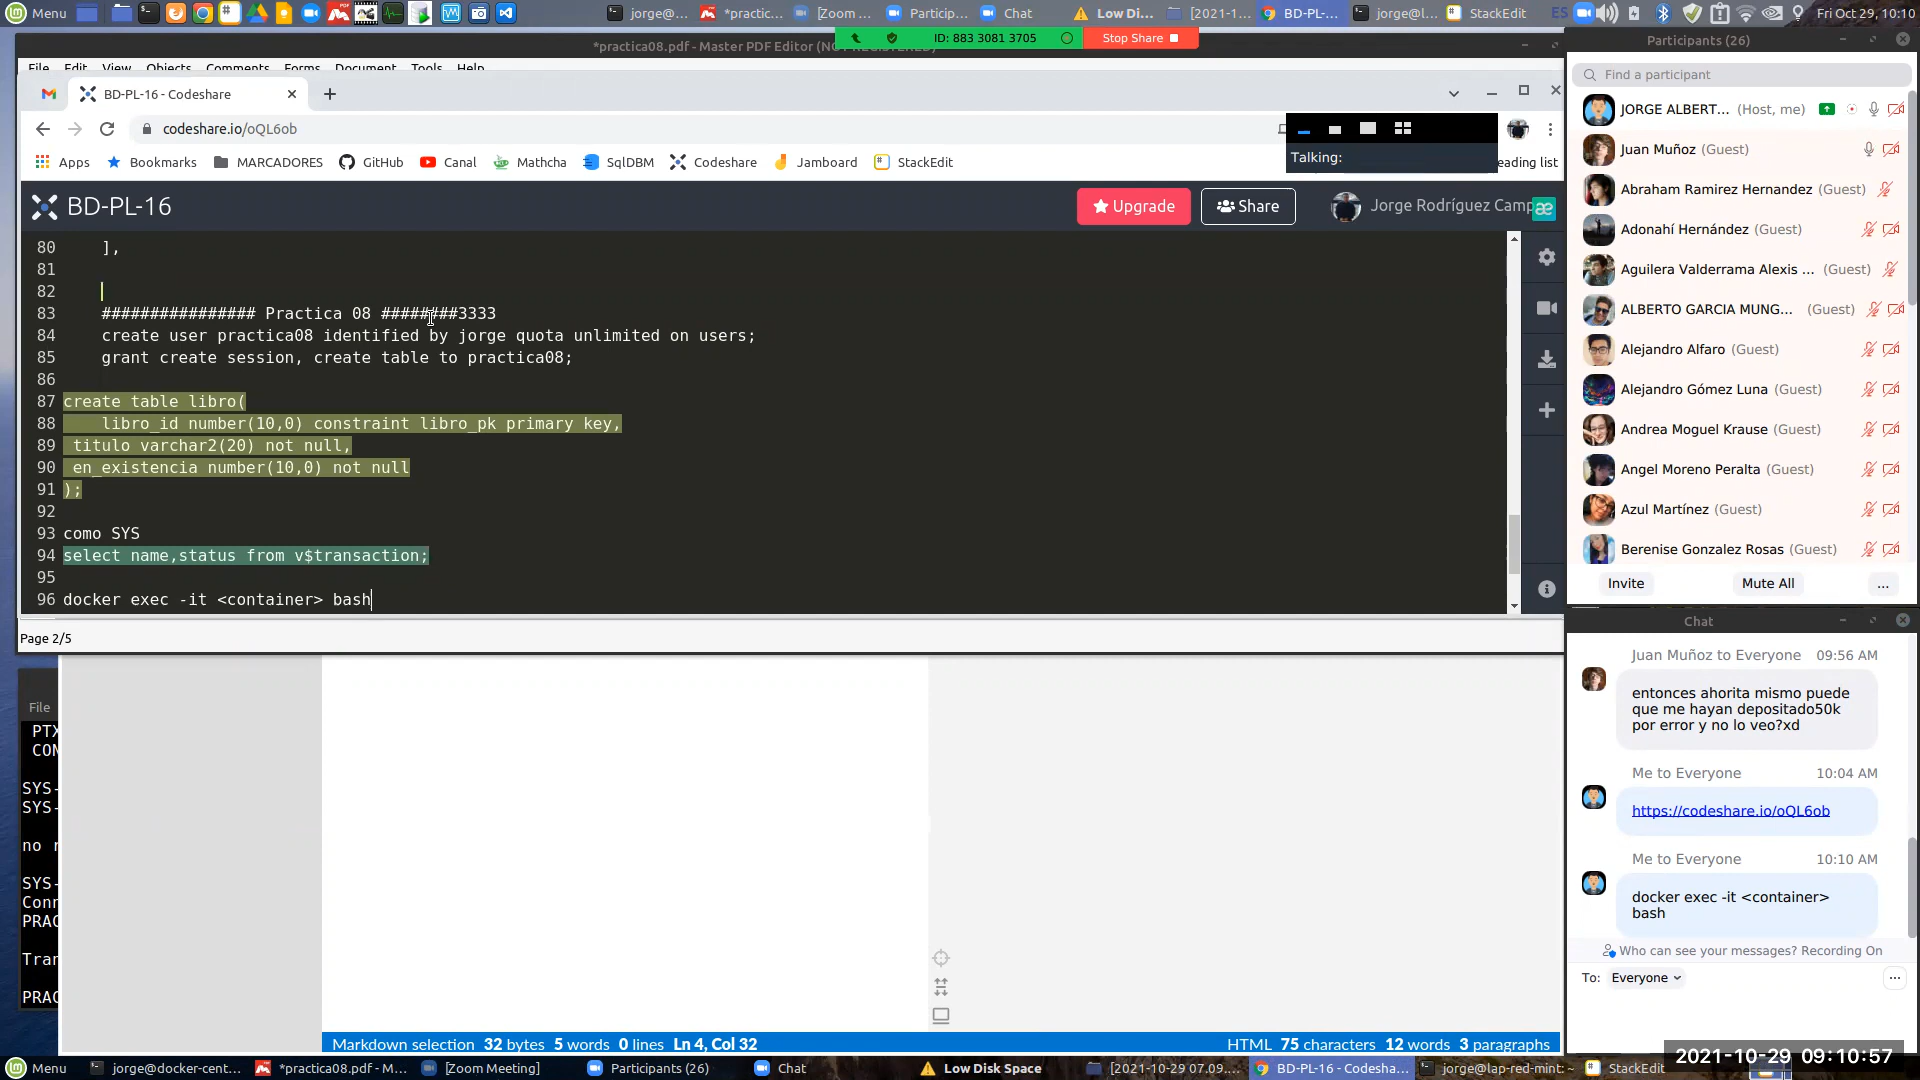 Menu
jorge@...
*practic...
[Zoom ...
Particip...
Chat
Low Di...
[2021-1...
BD-PL-...
jorge@l...
StackEdit
ES
Fri Oct 29, 10:10
*practica08.pdf - Master PDF Editor (NO
ID: 883 3081 3705
Stop Share
File Edit View Objects Comments Forms Document Tools Help
BD-PL-16 - Codeshare
codeshare.io/oQL6ob
Talking:
Apps Bookmarks MARCADORES GitHub Canal Mathcha SqlDBM Codeshare Jamboard StackEdit
eading list
BD-PL-16
Upgrade
Share
Jorge Rodríguez Camp
80 ],
81
82
83 ################ Practica 08 ########3333
84 create user practica08 identified by jorge quota unlimited on users;
85 grant create session, create table to practica08;
86
87 create table libro(
88 libro_id number(10,0) constraint libro_pk primary key,
89 titulo varchar2(20) not null,
90 en_existencia number(10,0) not null
91 );
92
93 como SYS
94 select name,status from v$transaction;
95
96 docker exec -it <container> bash
Page 2/5
File
PTX
CON
SYS-
SYS-
no r
SYS-
Conn
PRAC
Tran
PRAC
Markdown selection 32 bytes 5 words 0 lines Ln 4, Col 32
HTML 75 characters 12 words 3 paragraphs
Participants (26)
Find a participant
JORGE ALBERT... (Host, me)
Juan Muñoz (Guest)
Abraham Ramirez Hernandez (Guest)
Adonahí Hernández (Guest)
Aguilera Valderrama Alexis ... (Guest)
ALBERTO GARCIA MUNG... (Guest)
Alejandro Alfaro (Guest)
Alejandro Gómez Luna (Guest)
Andrea Moguel Krause (Guest)
Angel Moreno Peralta (Guest)
Azul Martínez (Guest)
Berenise Gonzalez Rosas (Guest)
Invite
Mute All
...
Chat
Juan Muñoz to Everyone 09:56 AM
entonces ahorita mismo puede
que me hayan depositado50k
por error y no lo veo?xd
Me to Everyone 10:04 AM
https://codeshare.io/oQL6ob
Me to Everyone 10:10 AM
docker exec -it <container>
bash
Who can see your messages? Recording On
To: Everyone
2021-10-29 09:10:57
Menu
jorge@docker-cent...
*practica08.pdf - M...
[Zoom Meeting]
Participants (26)
Chat
Low Disk Space
[2021-10-29 07.09....
BD-PL-16 - Codesha...
jorge@lap-red-mint: ~
StackEdit